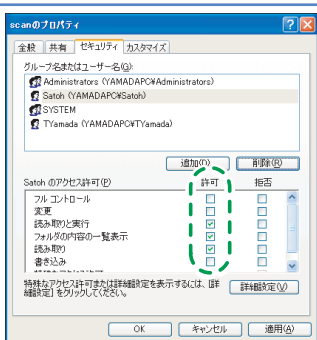 scanのプロパティ
全般 共有 セキュリティ カスタマイズ
グループ名またはユーザー名(G):
Administrators (YAMADAPC¥Administrators)
Satoh (YAMADAPC¥Satoh)
SYSTEM
TYamada (YAMADAPC¥TYamada)
追加(D)... 削除(R)
Satoh のアクセス許可(P) 許可 拒否
フル コントロール
変更
読み取りと実行
フォルダの内容の一覧表示
読み取り
書き込み
特殊なアクセス許可または詳細設定を表示するには、[詳
細設定] をクリックしてください。
詳細設定(V)
OK キャンセル 適用(A)